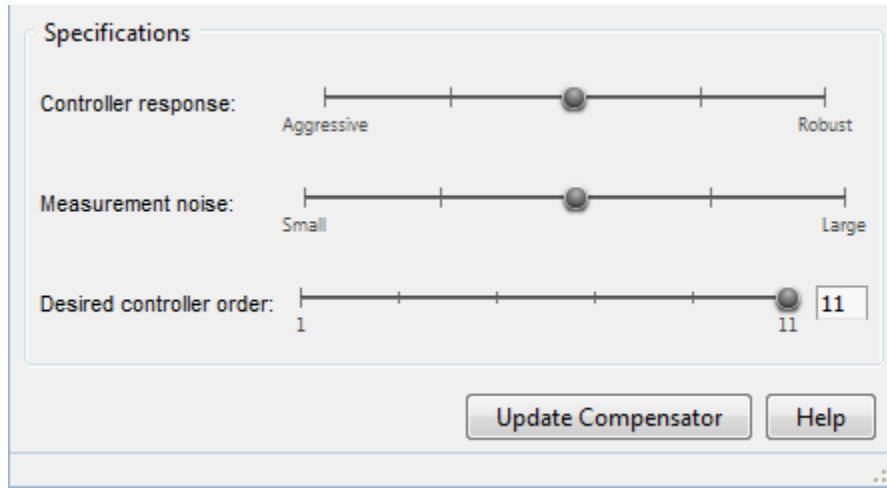 Specifications
Controller response:
Aggressive Robust
Measurement noise:
Small Large
Desired controller order: 11
1 11
Update Compensator Help